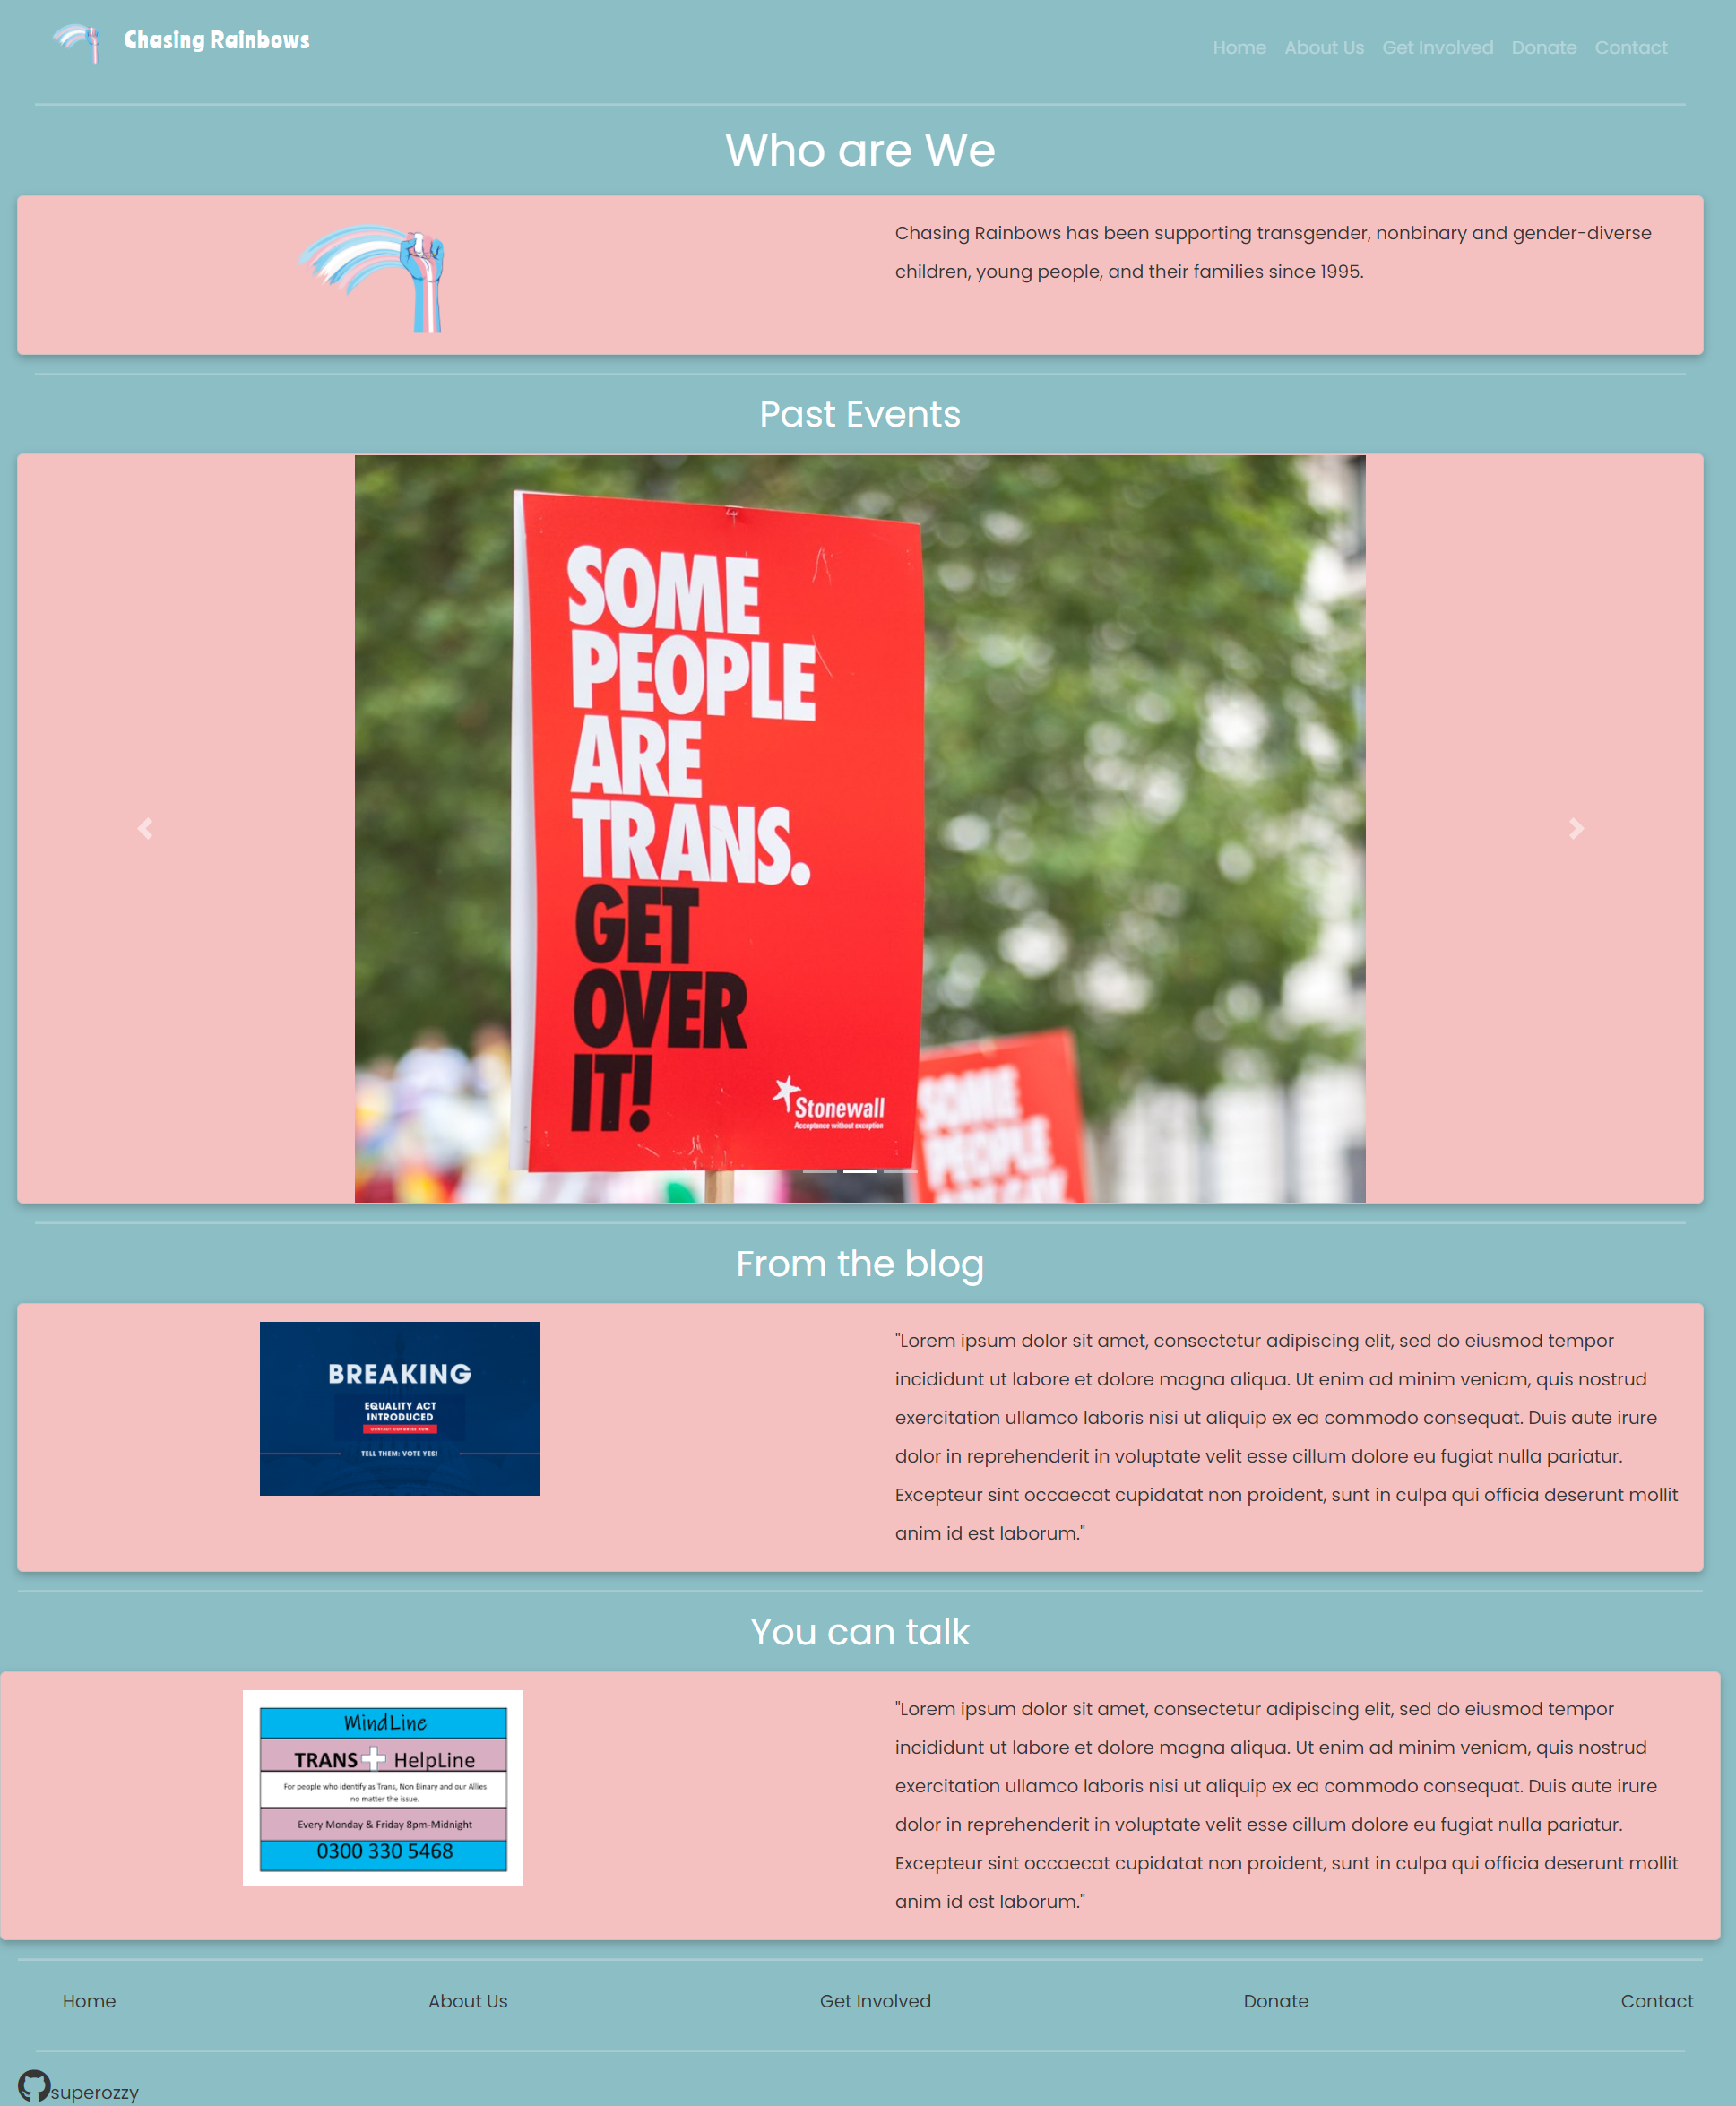 Chasing Rainbows
Home About Us Get Involved Donate Contact
Who are We
Chasing Rainbows has been supporting transgender, nonbinary and gender-diverse
children, young people, and their families since 1995.
Past Events
SOME
PEOPLE
ARE
TRANS.
GET
OVER
IT!
Stonewall
Acceptance without exception
SOME
PEOPLE
From the blog
BREAKING
EQUALITY ACT
INTRODUCED
CONTACT CONGRESS NOW
TELL THEM: VOTE YES!
"Lorem ipsum dolor sit amet, consectetur adipiscing elit, sed do eiusmod tempor
incididunt ut labore et dolore magna aliqua. Ut enim ad minim veniam, quis nostrud
exercitation ullamco laboris nisi ut aliquip ex ea commodo consequat. Duis aute irure
dolor in reprehenderit in voluptate velit esse cillum dolore eu fugiat nulla pariatur.
Excepteur sint occaecat cupidatat non proident, sunt in culpa qui officia deserunt mollit
anim id est laborum."
You can talk
MindLine
TRANS HelpLine
For people who identify as Trans, Non Binary and our Allies
no matter the issue.
Every Monday & Friday 8pm-Midnight
0300 330 5468
"Lorem ipsum dolor sit amet, consectetur adipiscing elit, sed do eiusmod tempor
incididunt ut labore et dolore magna aliqua. Ut enim ad minim veniam, quis nostrud
exercitation ullamco laboris nisi ut aliquip ex ea commodo consequat. Duis aute irure
dolor in reprehenderit in voluptate velit esse cillum dolore eu fugiat nulla pariatur.
Excepteur sint occaecat cupidatat non proident, sunt in culpa qui officia deserunt mollit
anim id est laborum."
Home About Us Get Involved Donate Contact
superozzy